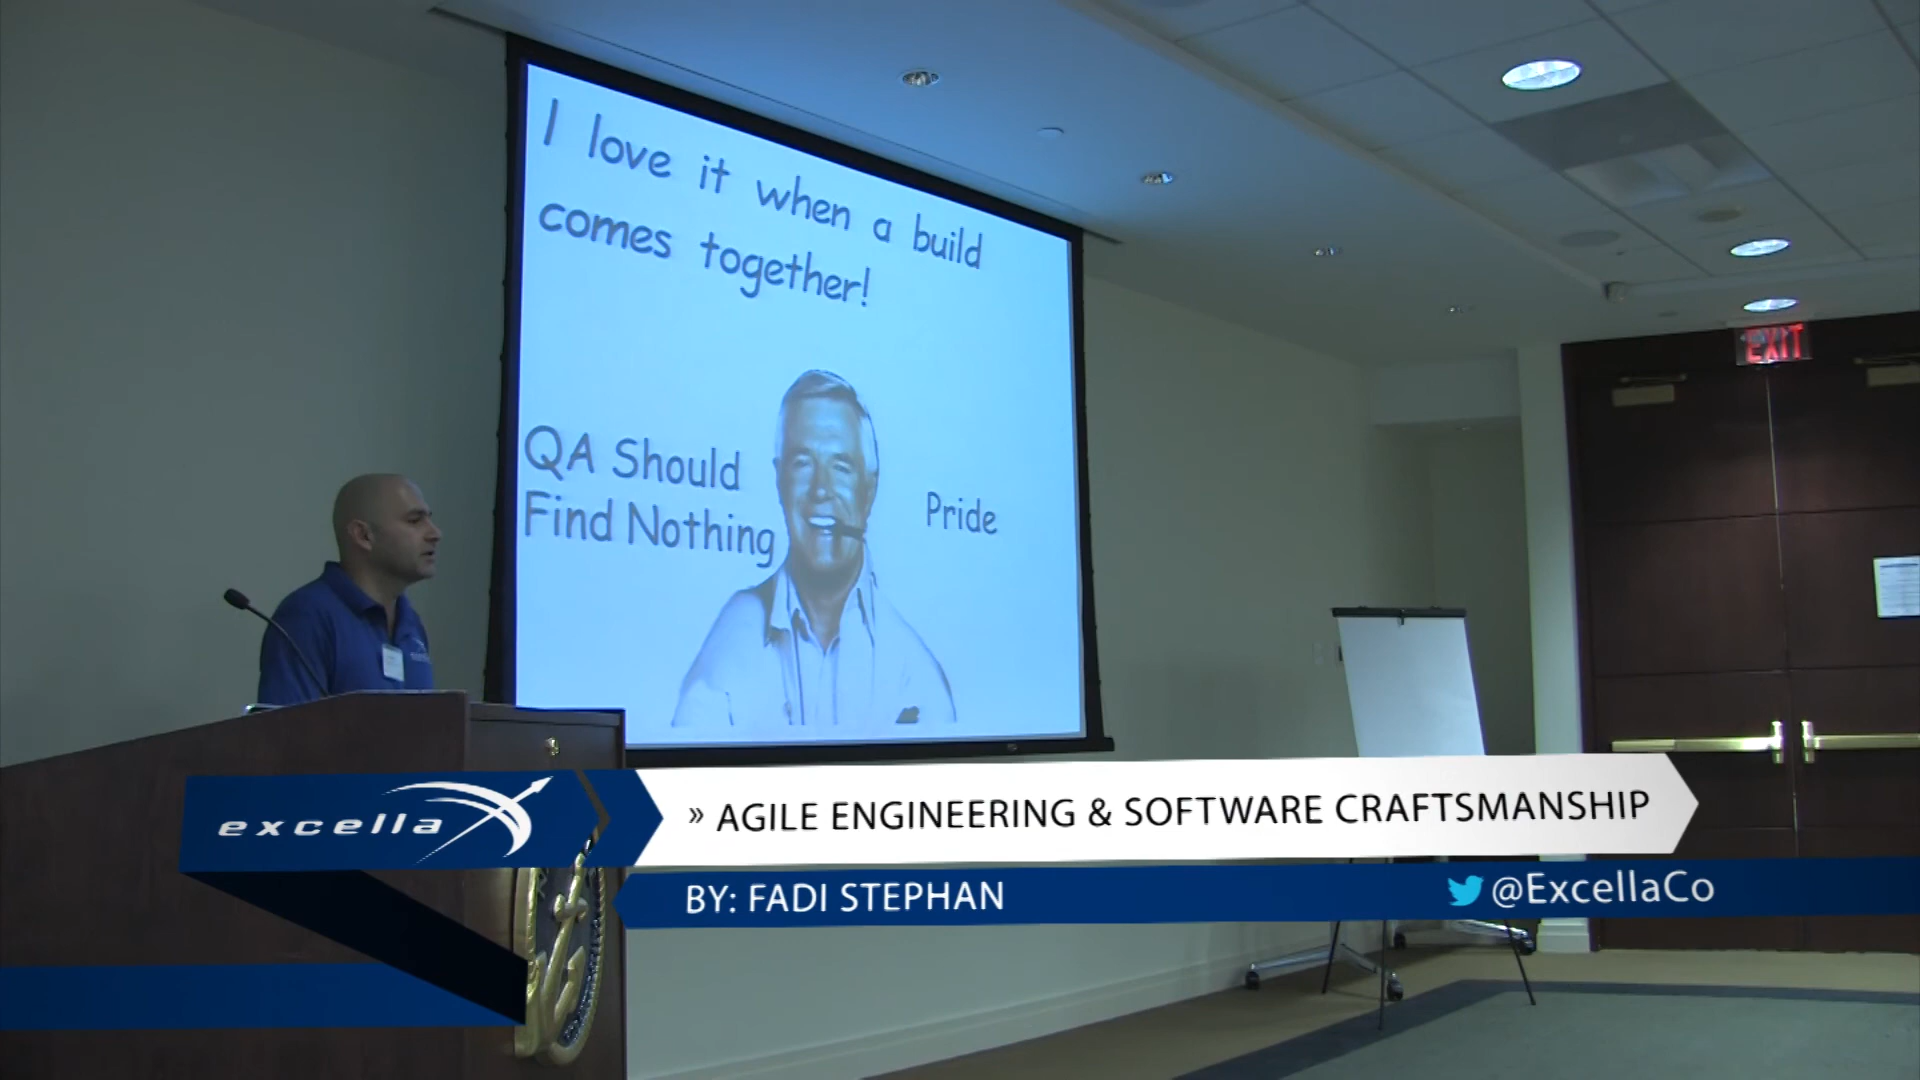 I love it when a build
comes together!
QA Should
Find Nothing
Pride
EXIT
excella
» AGILE ENGINEERING & SOFTWARE CRAFTSMANSHIP
BY: FADI STEPHAN
@ExcellaCo